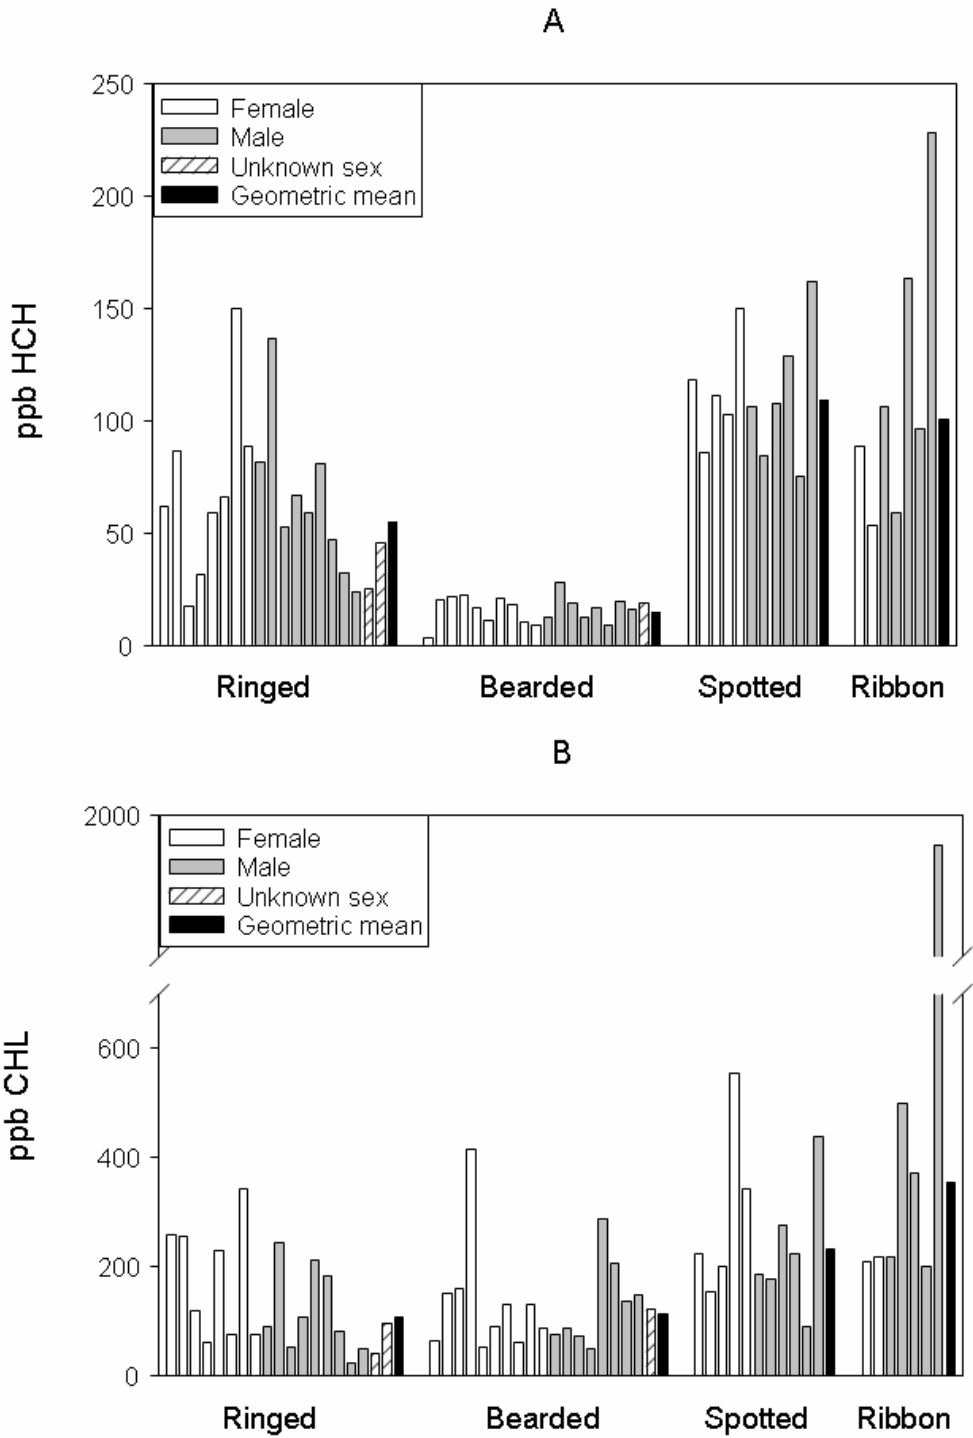 A
250
200
150
100
50
0
ppb HCH
Female
Male
Unknown sex
Geometric mean
Ringed Bearded Spotted Ribbon
B
2000
600
400
200
0
ppb CHL
Female
Male
Unknown sex
Geometric mean
Ringed Bearded Spotted Ribbon